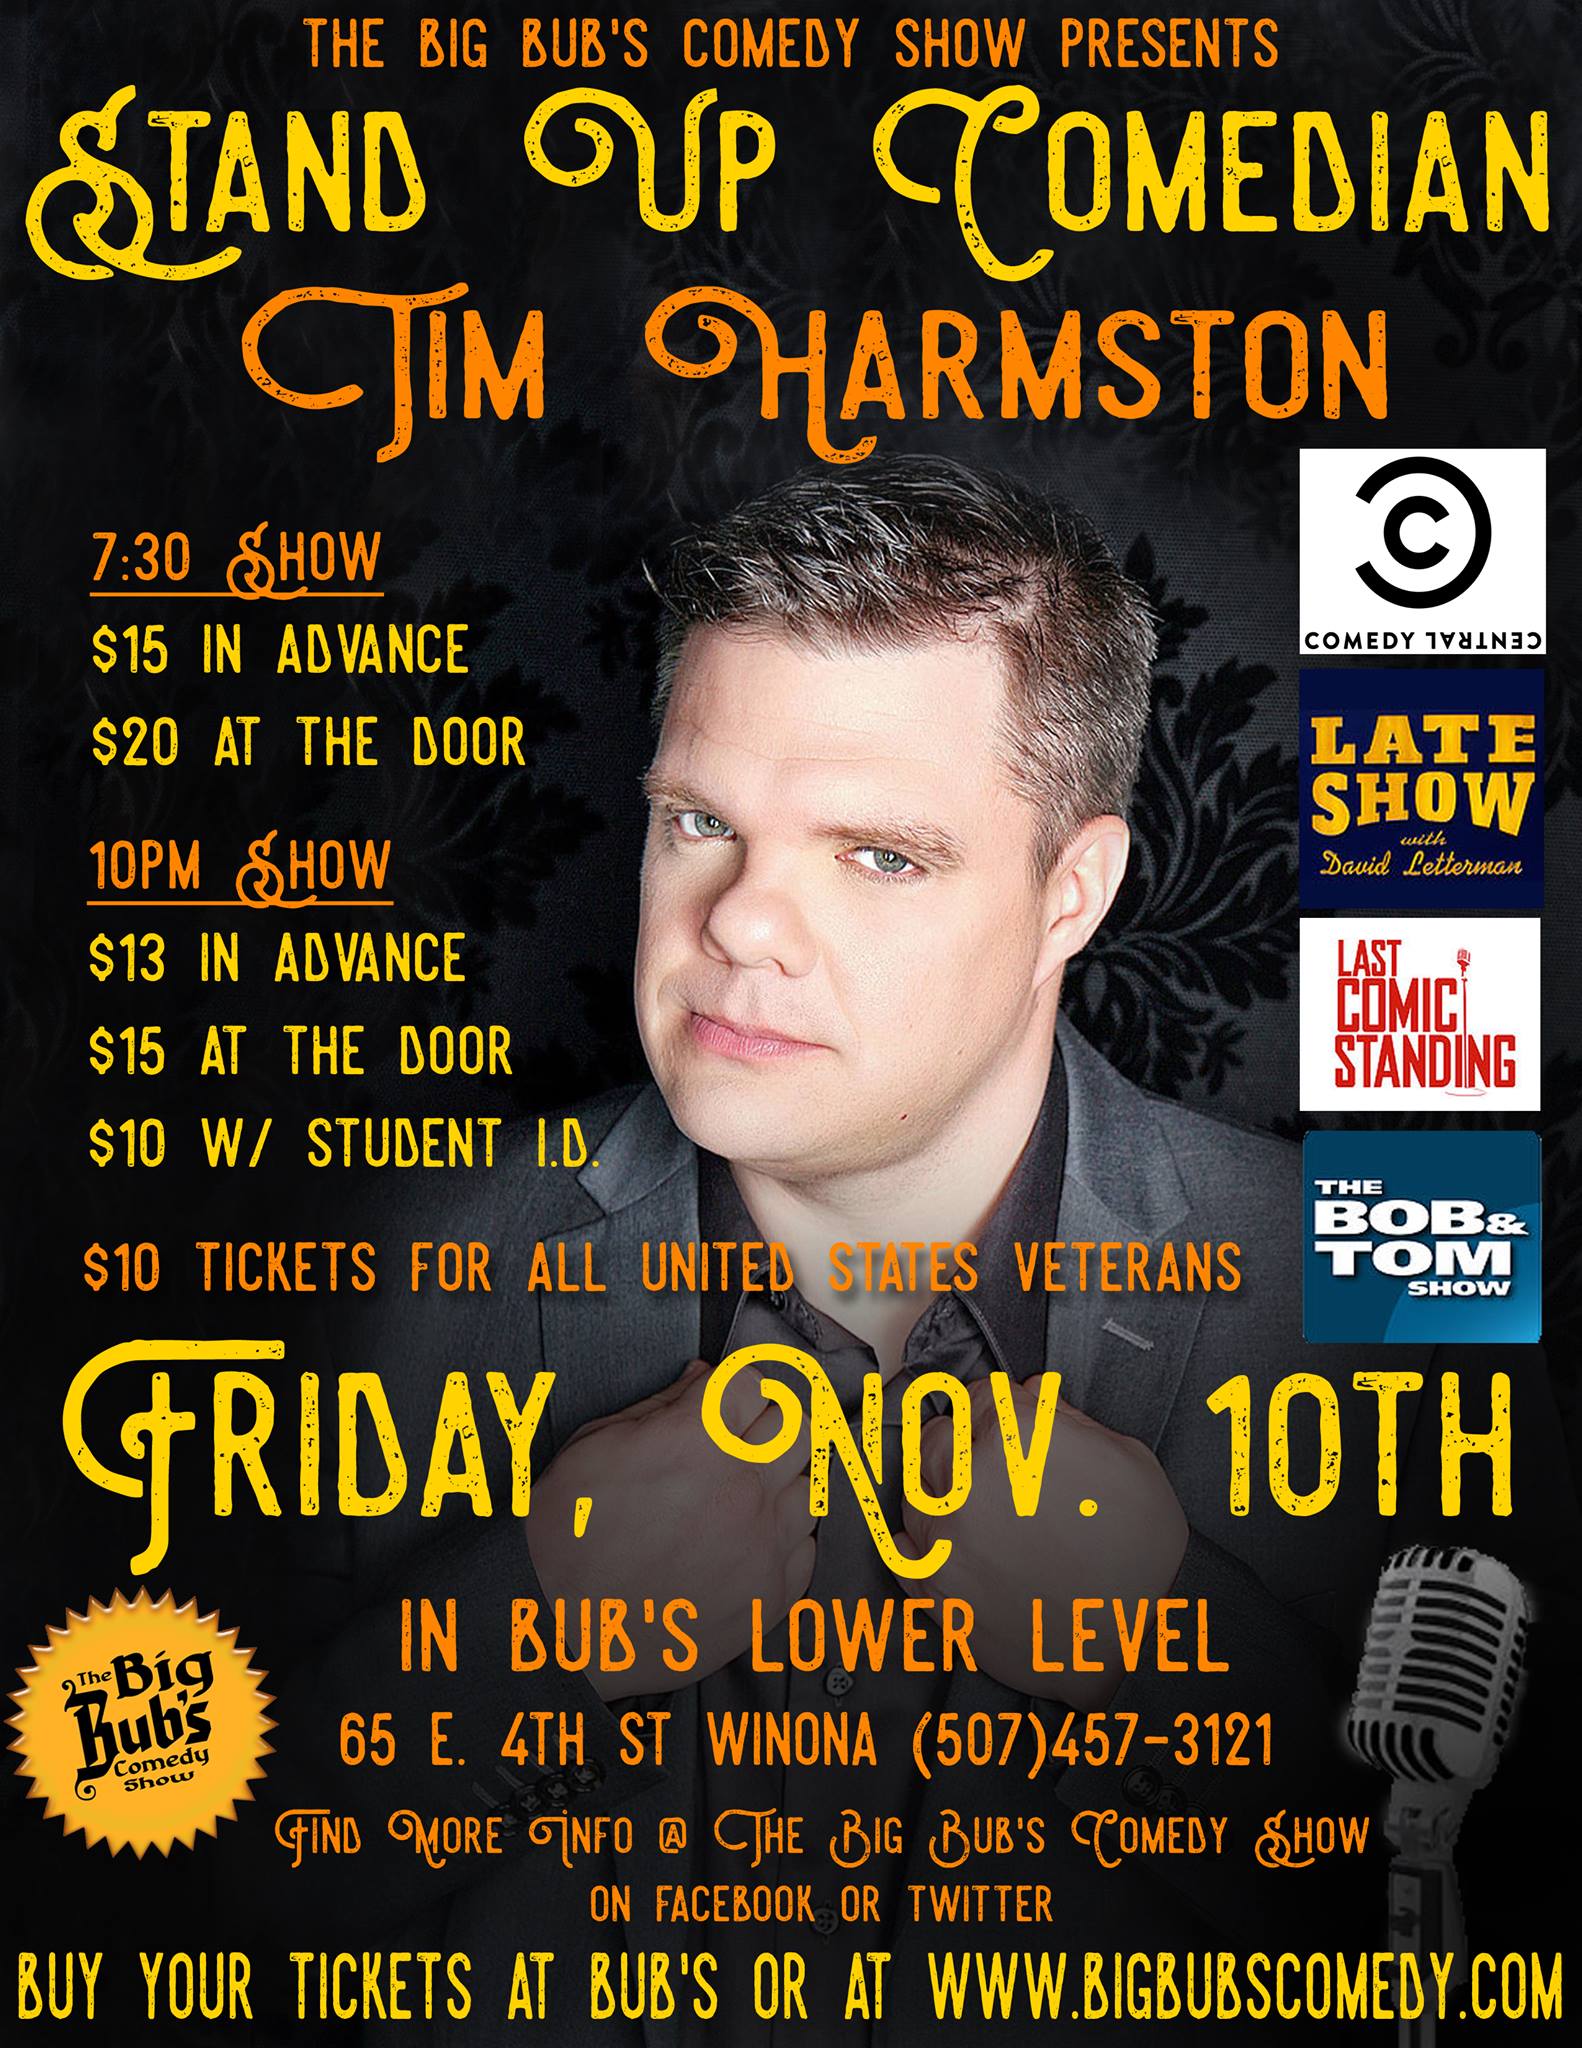 THE BIG BUB'S COMEDY SHOW PRESENTS
STAND UP COMEDIAN
TIM HARMSTON
7:30 SHOW
$15 IN ADVANCE
$20 AT THE DOOR
10PM SHOW
$13 IN ADVANCE
$15 AT THE DOOR
$10 W/ STUDENT I.D.
COMEDY CENTRAL
LATE
SHOW
with
David Letterman
LAST
COMIC
STANDING
THE
BOB &
TOM
SHOW
$10 TICKETS FOR ALL UNITED STATES VETERANS
FRIDAY, NOV. 10TH
IN BUB'S LOWER LEVEL
The Big
Bub's
Comedy
Show
65 E. 4TH ST WINONA (507)457-3121
FIND MORE INFO @ THE BIG BUB'S COMEDY SHOW
ON FACEBOOK OR TWITTER
BUY YOUR TICKETS AT BUB'S OR AT WWW.BIGBUBSCOMEDY.COM